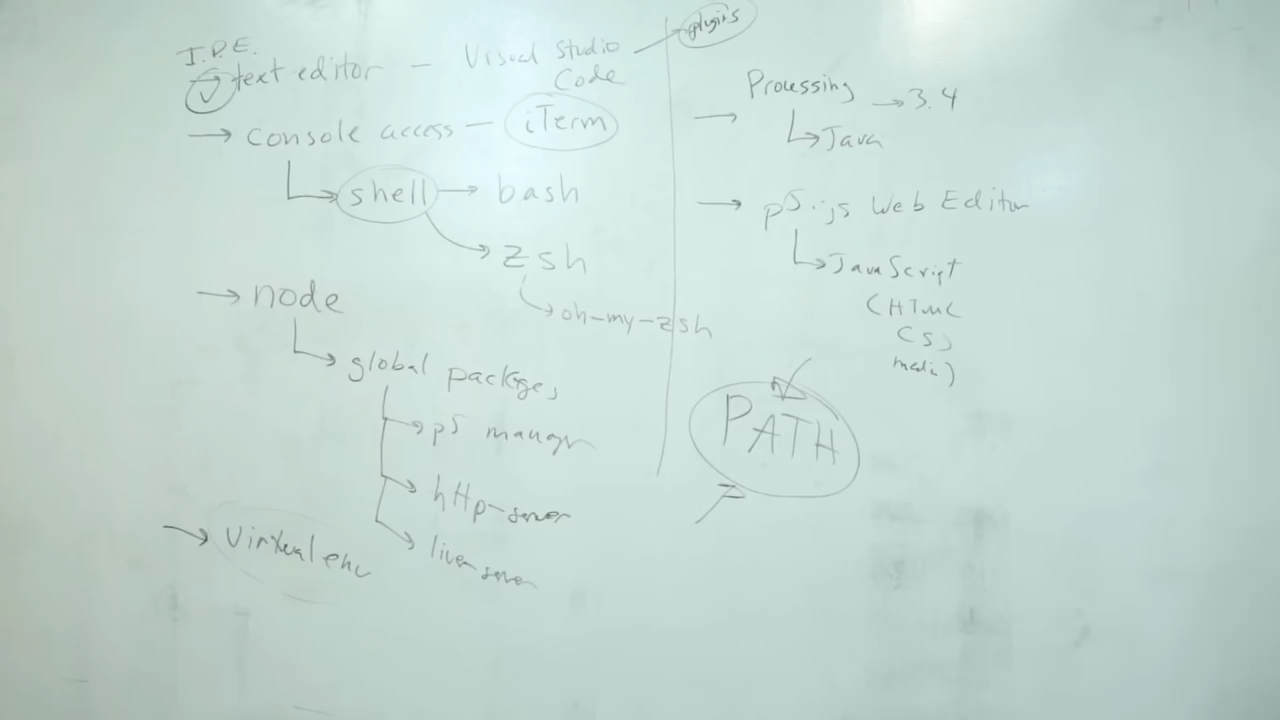 I.D.E.
text editor - Visual Studio
Code
plugins
→ console access - iTerm
↳ shell → bash
→ zsh
→ oh-my-zsh
→ node
↳ global packages
→ p5 manager
→ http-server
→ live server
→ Virtual env
→ Processing → 3.4
↳ Java
→ p5.js Web Editor
↳ JavaScript
(HTML
CSS
media)
PATH